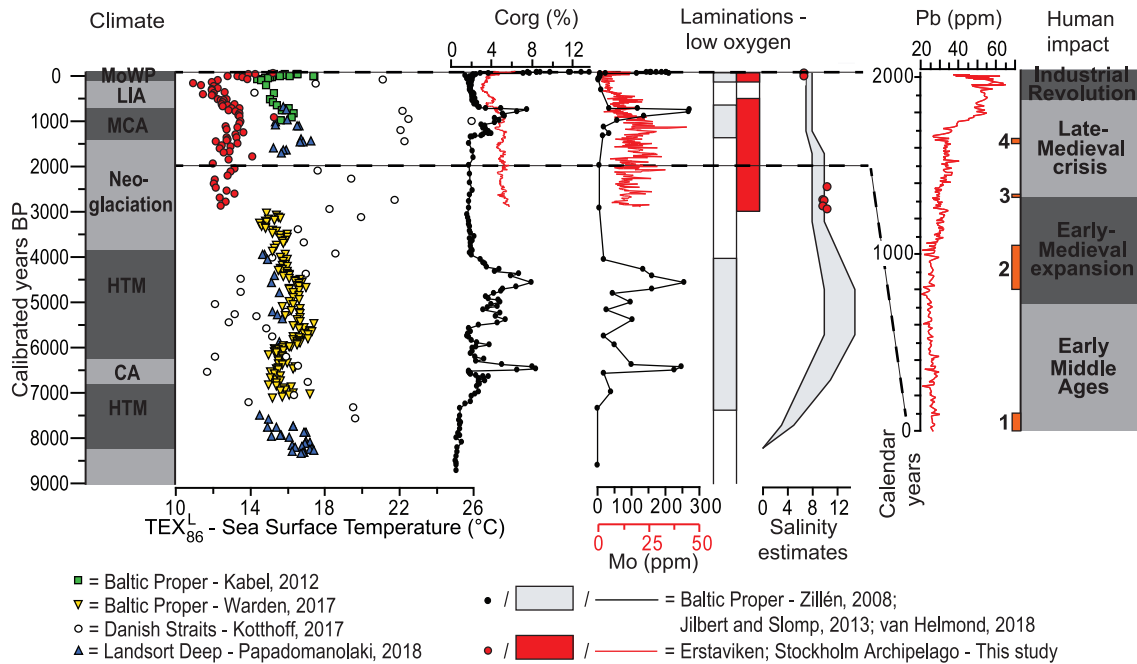 Climate
Corg (%)
0 4 8 12
Laminations -
low oxygen
Pb (ppm)
20 40 60
Human
impact
Calibrated years BP
0
1000
2000
3000
4000
5000
6000
7000
8000
9000
MoWP
LIA
MCA
Neo-
glaciation
HTM
CA
HTM
2000
1000
0
Calendar
years
4
3
2
1
Industrial
Revolution
Late-
Medieval
crisis
Early-
Medieval
expansion
Early
Middle
Ages
10 14 18 22 26
TEX L 86 - Sea Surface Temperature (°C)
0 100 200 300
0 25 50
Mo (ppm)
0 4 8 12
Salinity
estimates
= Baltic Proper - Kabel, 2012
= Baltic Proper - Warden, 2017
= Danish Straits - Kotthoff, 2017
= Landsort Deep - Papadomanolaki, 2018
/ / = Baltic Proper - Zillén, 2008;
Jilbert and Slomp, 2013; van Helmond, 2018
/ / = Erstaviken; Stockholm Archipelago - This study